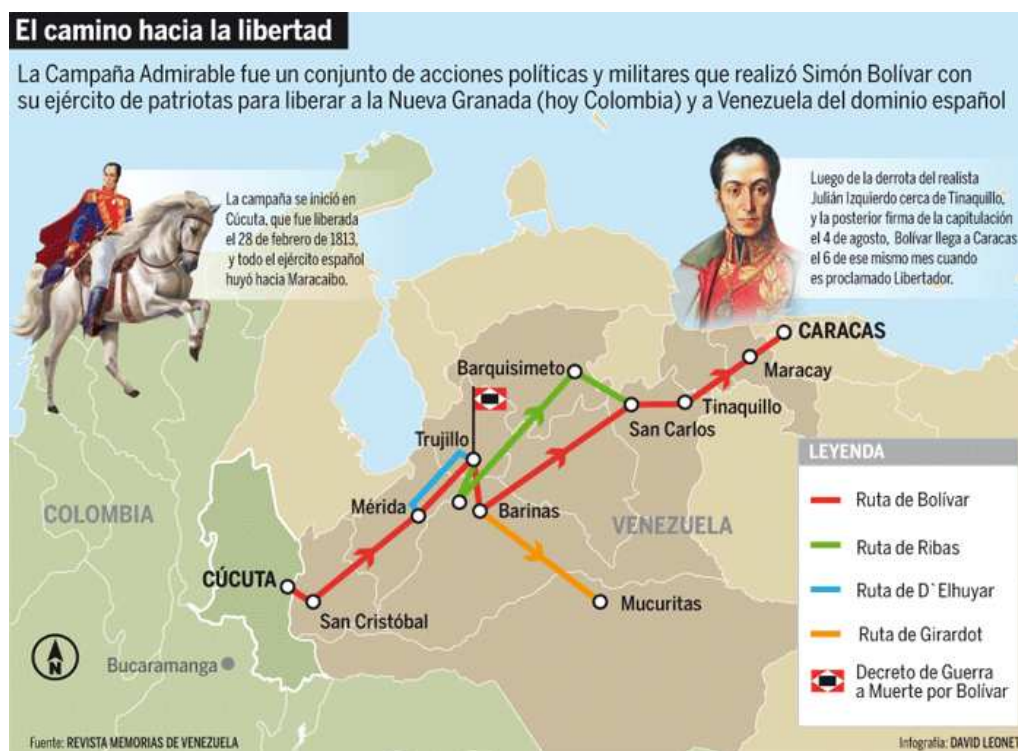 El camino hacia la libertad
La Campaña Admirable fue un conjunto de acciones políticas y militares que realizó Simón Bolívar con
su ejército de patriotas para liberar a la Nueva Granada (hoy Colombia) y a Venezuela del dominio español
La campaña se inició en
Cúcuta, que fue liberada
el 28 de febrero de 1813,
y todo el ejército español
huyó hacia Maracaibo.
Luego de la derrota del realista
Julián Izquierdo cerca de Tinaquillo,
y la posterior firma de la capitulación
el 4 de agosto, Bolívar llega a Caracas
el 6 de ese mismo mes cuando
es proclamado Libertador.
CARACAS
Maracay
Barquisimeto
Tinaquillo
San Carlos
Trujillo
Mérida
Barinas
COLOMBIA
VENEZUELA
CÚCUTA
San Cristóbal
Mucuritas
Bucaramanga
N
LEYENDA
Ruta de Bolívar
Ruta de Ribas
Ruta de D`Elhuyar
Ruta de Girardot
Decreto de Guerra
a Muerte por Bolívar
Fuente: REVISTA MEMORIAS DE VENEZUELA
Infografía: DAVID LEONET